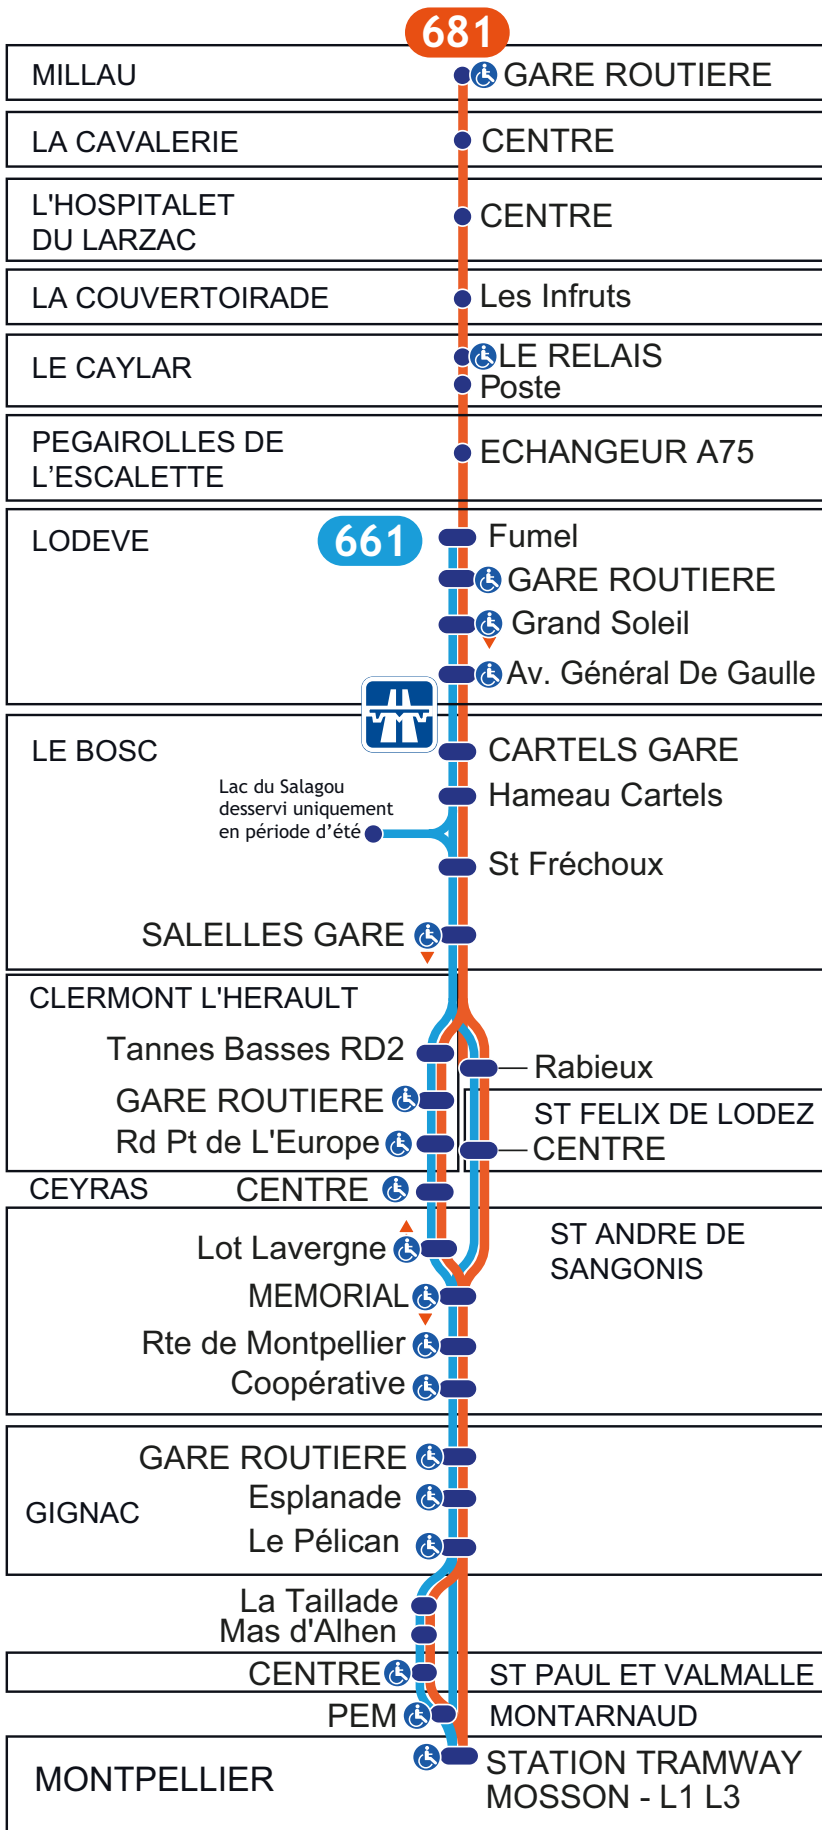 681
MILLAU
GARE ROUTIERE
LA CAVALERIE
CENTRE
L'HOSPITALET
DU LARZAC
CENTRE
LA COUVERTOIRADE
Les Infruts
LE CAYLAR
LE RELAIS
Poste
PEGAIROLLES DE
L’ESCALETTE
ECHANGEUR A75
LODEVE
661
Fumel
GARE ROUTIERE
Grand Soleil
Av. Général De Gaulle
LE BOSC
CARTELS GARE
Hameau Cartels
Lac du Salagou
desservi uniquement
en période d’été
St Fréchoux
SALELLES GARE
CLERMONT L'HERAULT
Tannes Basses RD2
Rabieux
GARE ROUTIERE
ST FELIX DE LODEZ
Rd Pt de L'Europe
CENTRE
CEYRAS
CENTRE
ST ANDRE DE
SANGONIS
Lot Lavergne
MEMORIAL
Rte de Montpellier
Coopérative
GIGNAC
GARE ROUTIERE
Esplanade
Le Pélican
La Taillade
Mas d'Alhen
CENTRE
ST PAUL ET VALMALLE
PEM
MONTARNAUD
MONTPELLIER
STATION TRAMWAY
MOSSON - L1 L3